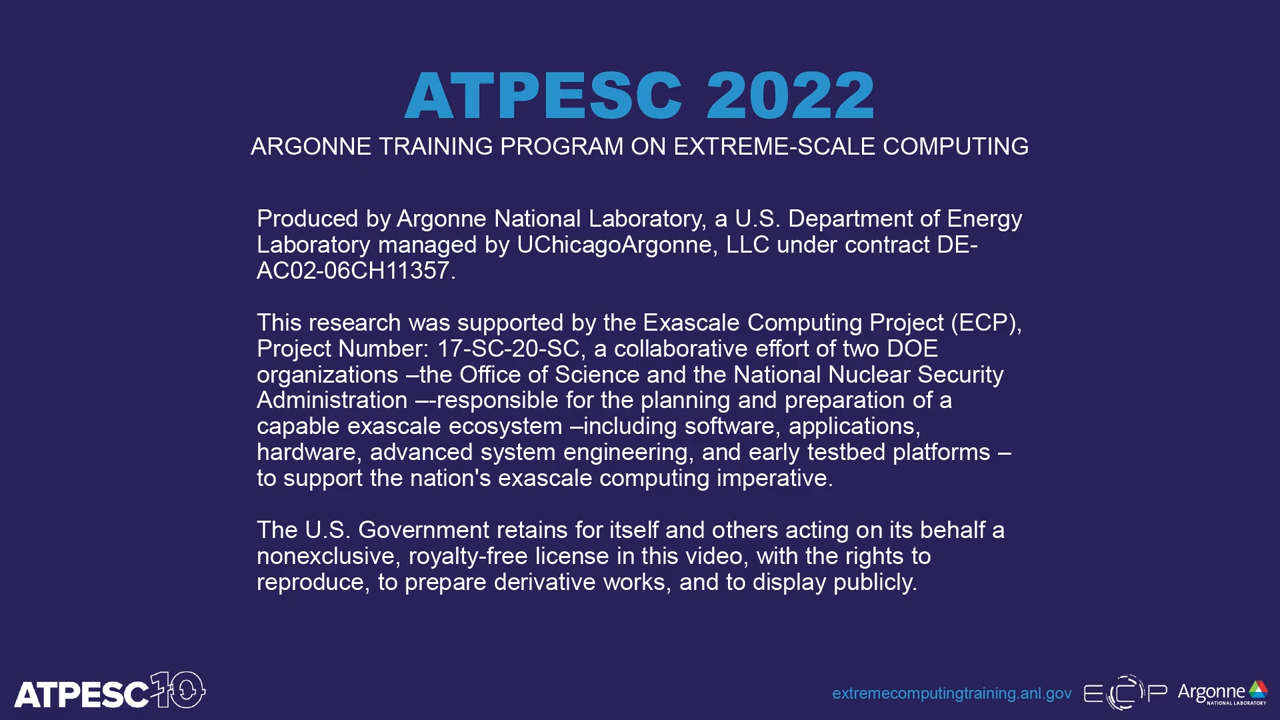 ATPESC 2022
ARGONNE TRAINING PROGRAM ON EXTREME-SCALE COMPUTING
Produced by Argonne National Laboratory, a U.S. Department of Energy
Laboratory managed by UChicagoArgonne, LLC under contract DE-
AC02-06CH11357.
This research was supported by the Exascale Computing Project (ECP),
Project Number: 17-SC-20-SC, a collaborative effort of two DOE
organizations –the Office of Science and the National Nuclear Security
Administration –-responsible for the planning and preparation of a
capable exascale ecosystem –including software, applications,
hardware, advanced system engineering, and early testbed platforms –
to support the nation's exascale computing imperative.
The U.S. Government retains for itself and others acting on its behalf a
nonexclusive, royalty-free license in this video, with the rights to
reproduce, to prepare derivative works, and to display publicly.
ATPESC10
extremecomputingtraining.anl.gov
ECP
Argonne
NATIONAL LABORATORY